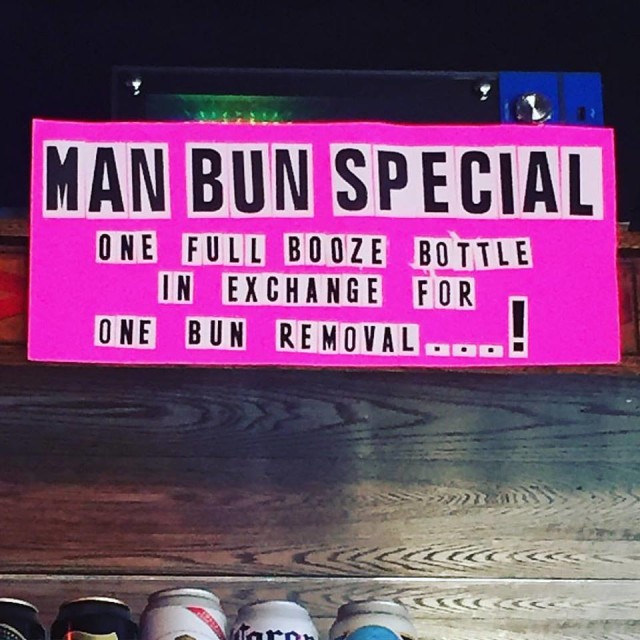 MAN BUN SPECIAL
ONE FULL BOOZE BOTTLE
IN EXCHANGE FOR
ONE BUN REMOVAL....!